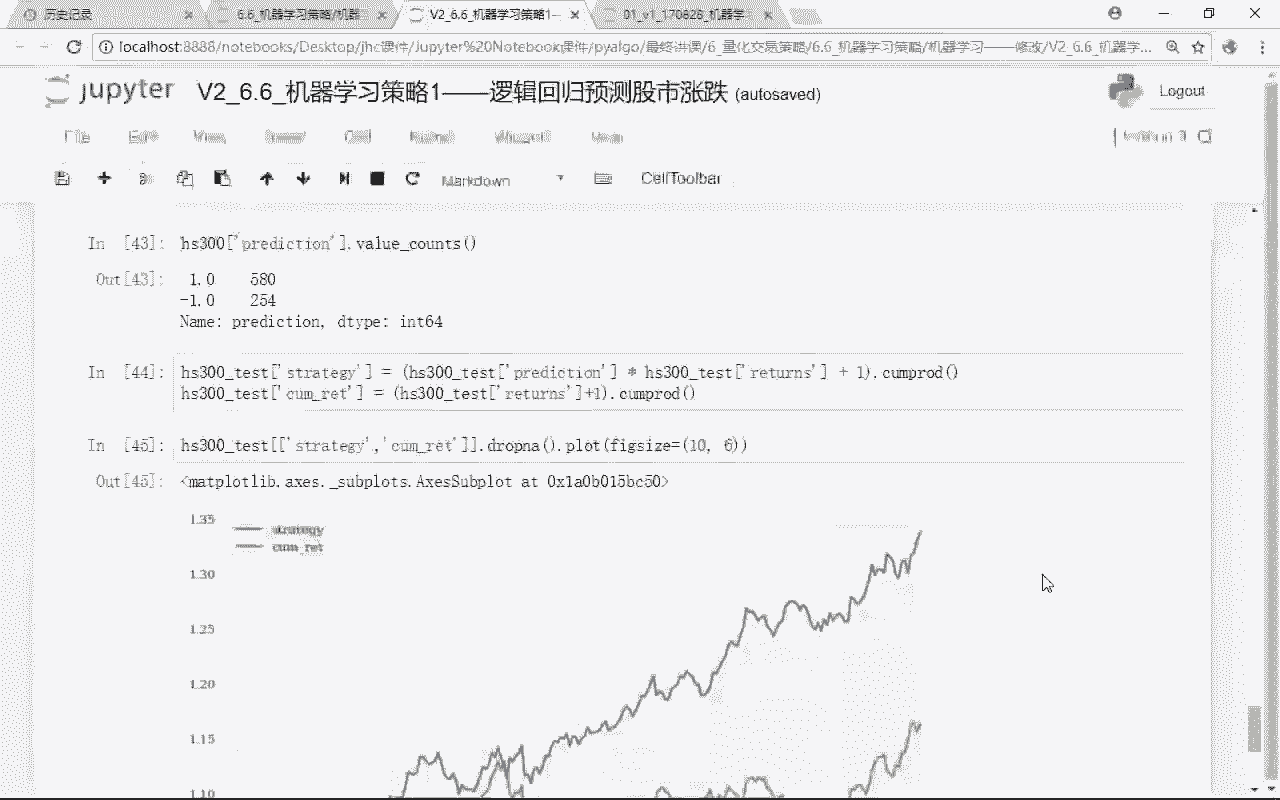 历史记录
6.6_机器学习策略/机器
V2_6.6_机器学习策略1—
01_v1_170828_机器学
localhost:8888/notebooks/Desktop/jhc课件/Jupyter%20Notebook课件/pyalgo/最终讲课/6_量化交易策略/6.6_机器学习策略/机器学习——修改/V2_6.6_机器学...
jupyter V2_6.6_机器学习策略1——逻辑回归预测股市涨跌 (autosaved)
Logout
File Edit View Cell Kernel Widgets Help
Markdown CellToolbar
In [43]: hs300['prediction'].value_counts()
Out[43]: 1.0 580
-1.0 254
Name: prediction, dtype: int64
In [44]: hs300_test['strategy'] = (hs300_test['prediction'] * hs300_test['returns'] + 1).cumprod()
hs300_test['cum_ret'] = (hs300_test['returns']+1).cumprod()
In [45]: hs300_test[['strategy','cum_ret']].dropna().plot(figsize=(10, 6))
Out[45]: <matplotlib.axes._subplots.AxesSubplot at 0x1a0b015bc50>
1.35
strategy
cum_ret
1.30
1.25
1.20
1.15
1.10